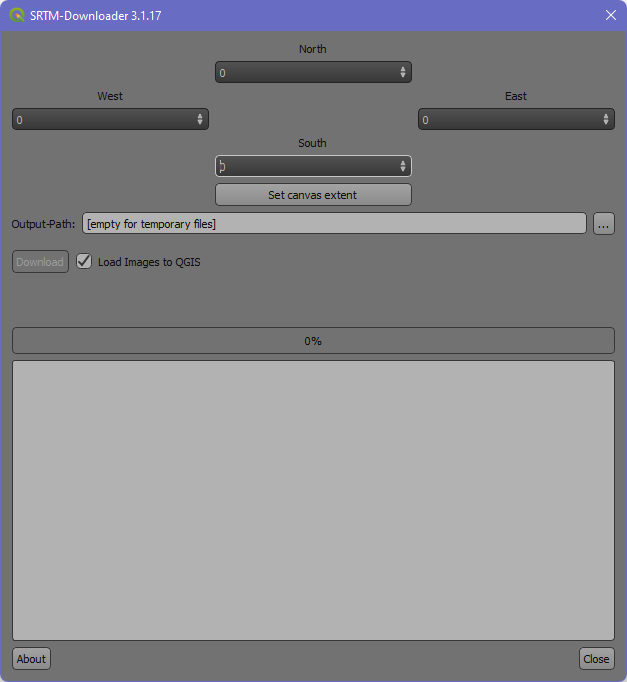 SRTM-Downloader 3.1.17
North
0
West
East
0
0
South
0
Set canvas extent
Output-Path: [empty for temporary files] ...
Download Load Images to QGIS
0%
About
Close